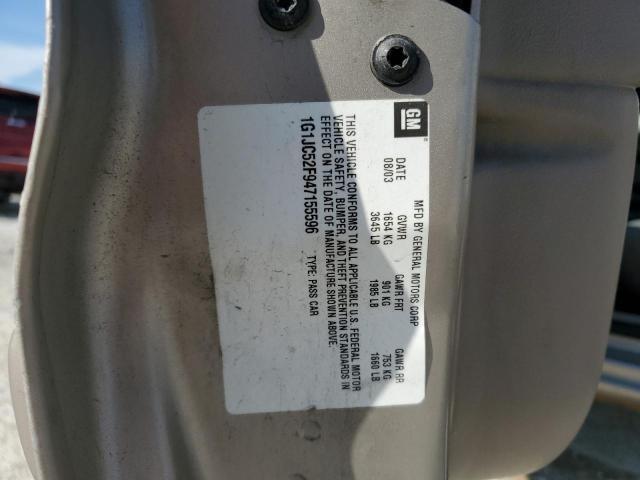 GM
MFD BY GENERAL MOTORS CORP
DATE GVWR GAWR FRT GAWR RR
08/03 1654 KG 901 KG 753 KG
3645 LB 1985 LB 1660 LB
THIS VEHICLE CONFORMS TO ALL APPLICABLE U.S. FEDERAL MOTOR
VEHICLE SAFETY, BUMPER, AND THEFT PREVENTION STANDARDS IN
EFFECT ON THE DATE OF MANUFACTURE SHOWN ABOVE.
1G1JC52F947155596 TYPE: PASS CAR